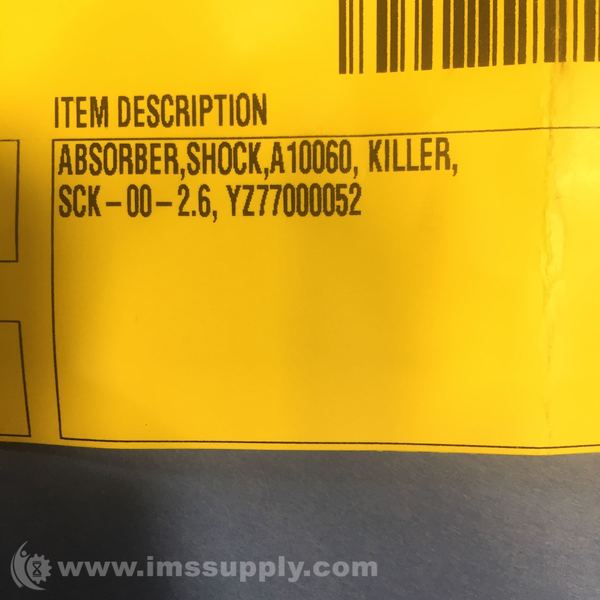 ITEM DESCRIPTION
ABSORBER,SHOCK,A10060, KILLER,
SCK-00-2.6, YZ77000052
www.imssupply.com